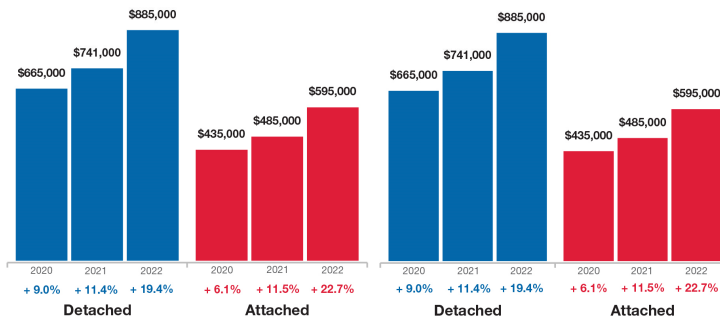 $665,000
$741,000
$885,000
$435,000
$485,000
$595,000
2020 2021 2022 2020 2021 2022
+ 9.0% + 11.4% + 19.4% + 6.1% + 11.5% + 22.7%
Detached Attached
$665,000
$741,000
$885,000
$435,000
$485,000
$595,000
2020 2021 2022 2020 2021 2022
+ 9.0% + 11.4% + 19.4% + 6.1% + 11.5% + 22.7%
Detached Attached